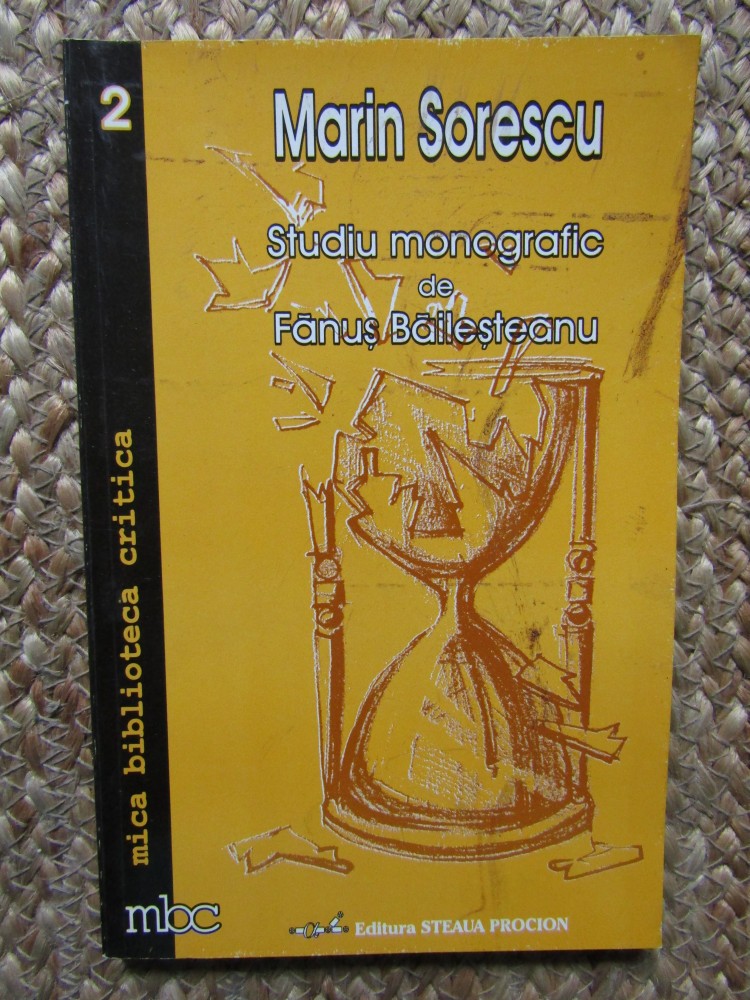 2
Marin Sorescu
Studiu monografic
de
Fănuș Băileșteanu
mica biblioteca critica
mbc
Editura STEAUA PROCION